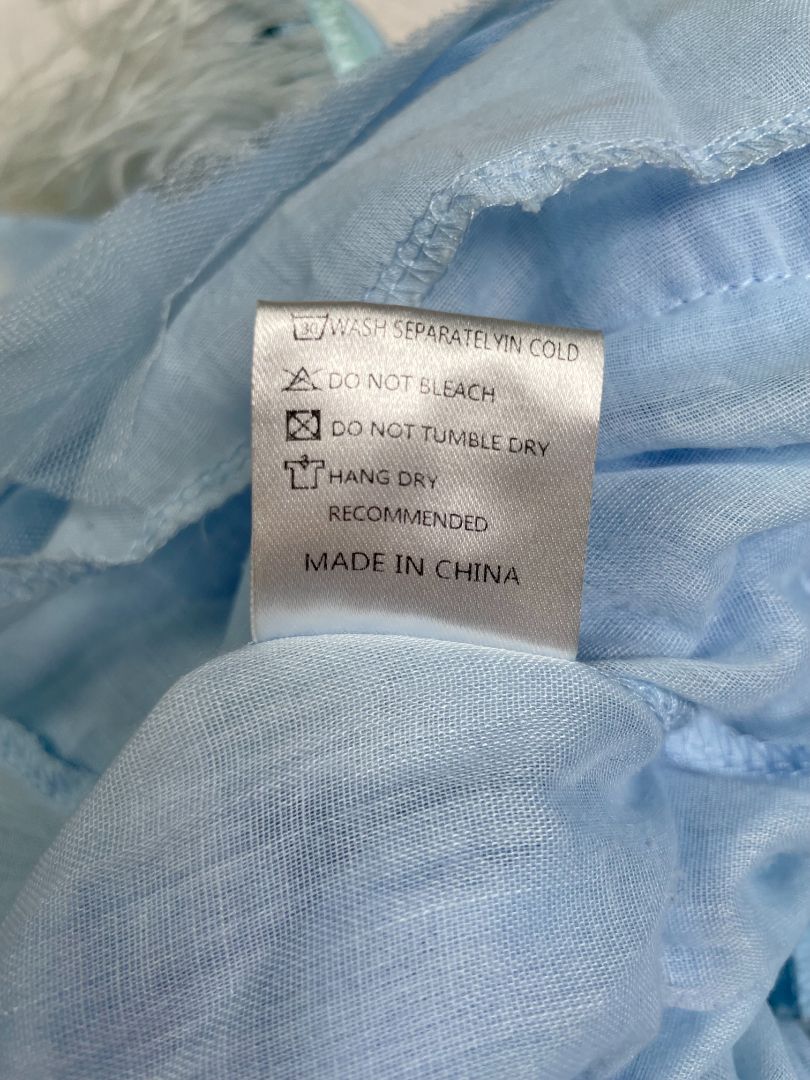 30 WASH SEPARATELYIN COLD
DO NOT BLEACH
DO NOT TUMBLE DRY
HANG DRY
RECOMMENDED
MADE IN CHINA